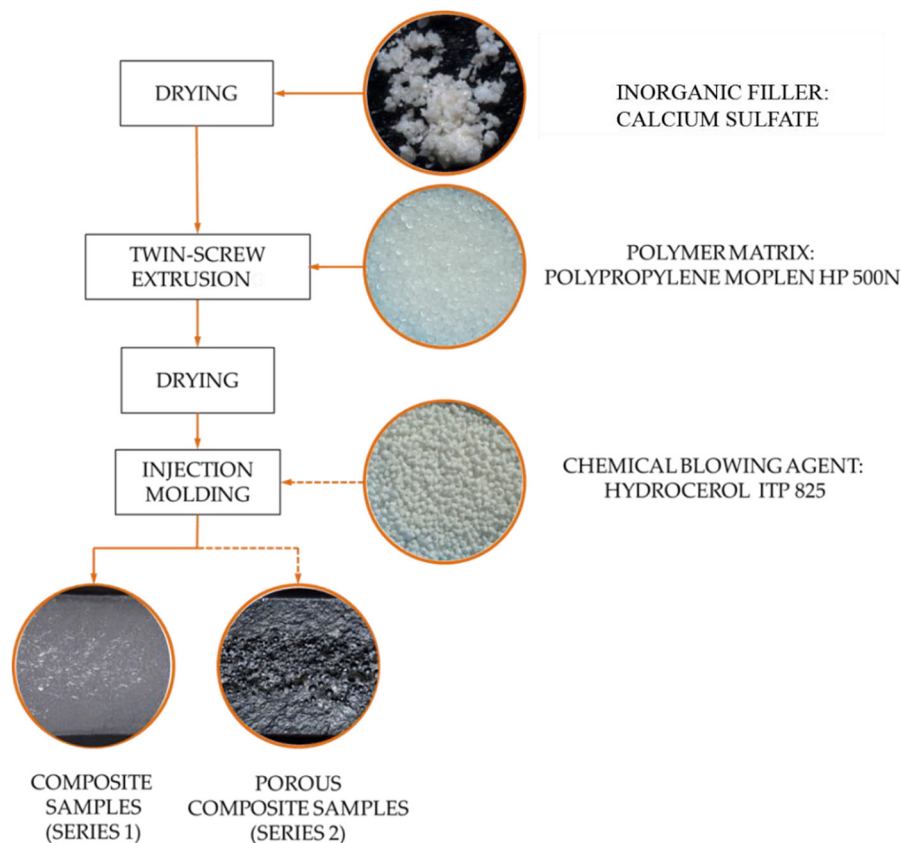 DRYING
INORGANIC FILLER:
CALCIUM SULFATE
TWIN-SCREW
EXTRUSION
POLYMER MATRIX:
POLYPROPYLENE MOPLEN HP 500N
DRYING
INJECTION
MOLDING
CHEMICAL BLOWING AGENT:
HYDROCEROL ITP 825
COMPOSITE
SAMPLES
(SERIES 1)
POROUS
COMPOSITE SAMPLES
(SERIES 2)